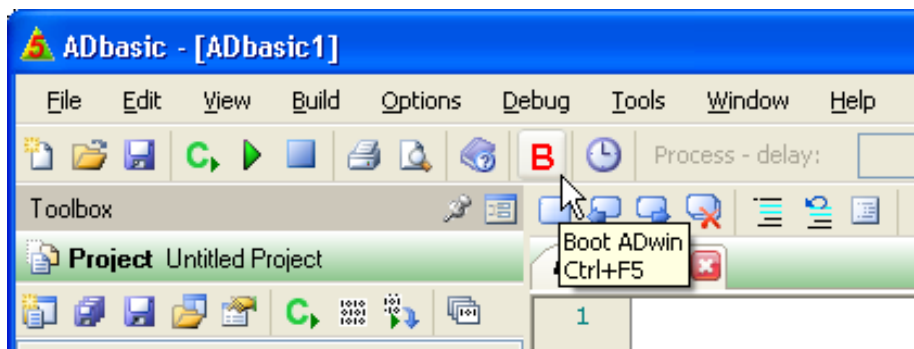 ADbasic - [ADbasic1]
File Edit View Build Options Debug Tools Window Help
B Process - delay:
Toolbox
Boot ADwin
Ctrl+F5
Project Untitled Project
1